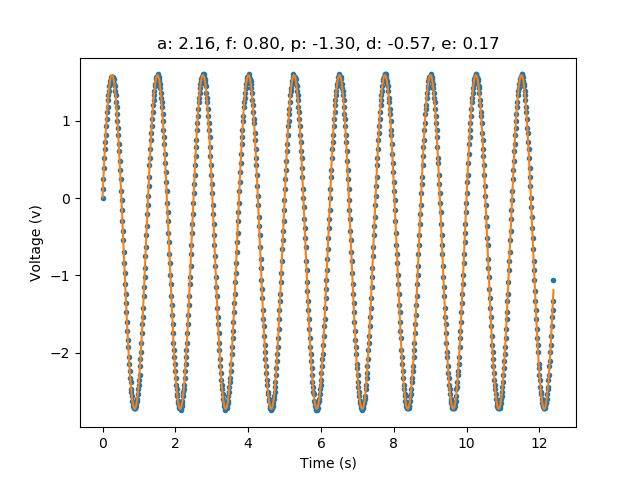 a: 2.16, f: 0.80, p: -1.30, d: -0.57, e: 0.17
1
0
−1
−2
Voltage (v)
0 2 4 6 8 10 12
Time (s)